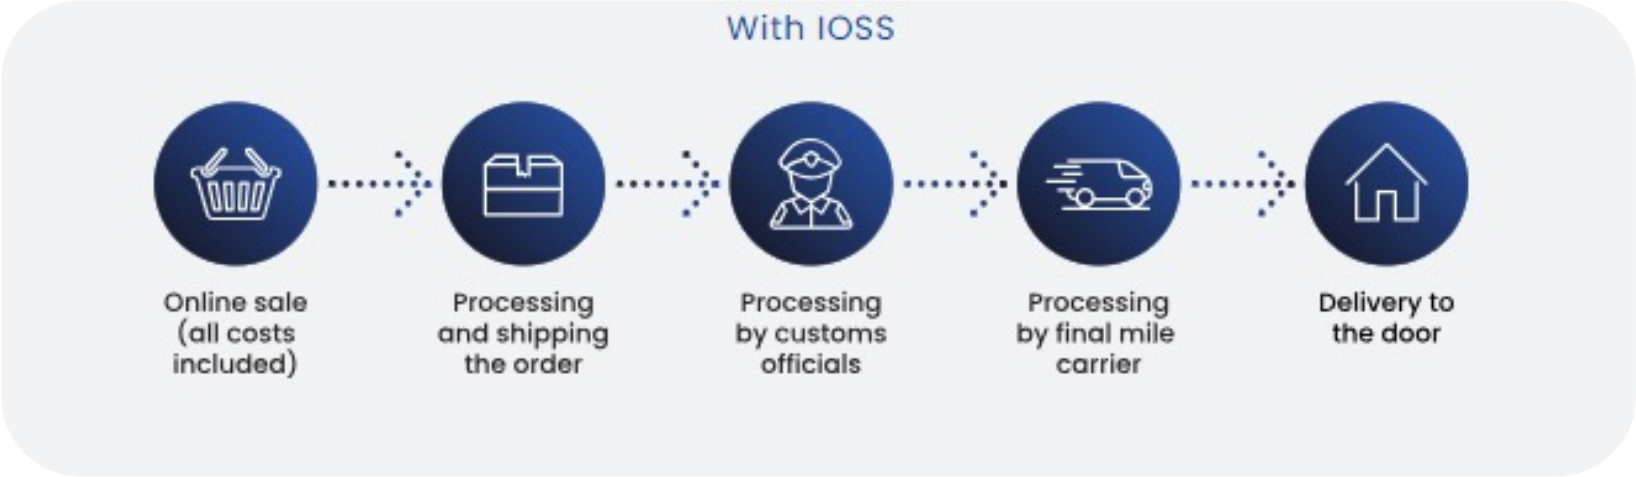 With IOSS
Online sale
(all costs
included)
Processing
and shipping
the order
Processing
by customs
officials
Processing
by final mile
carrier
Delivery to
the door